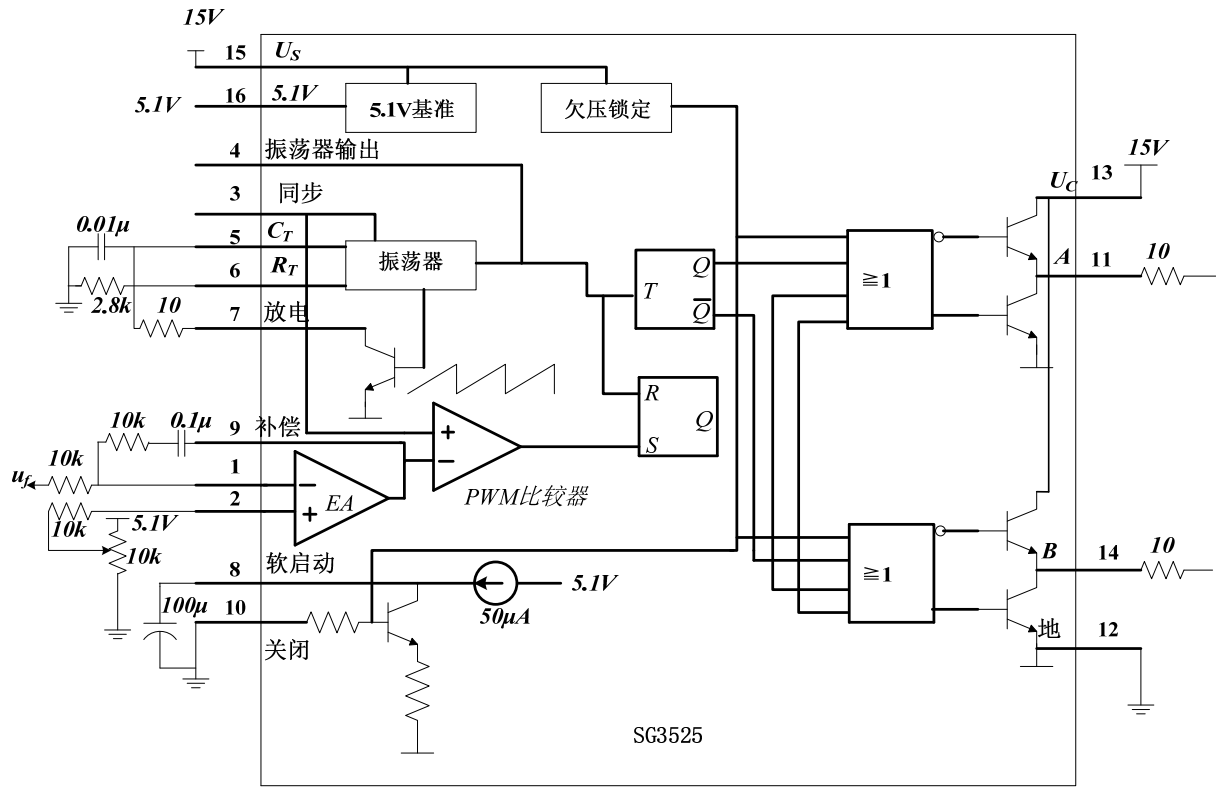 15V
15 U_S
5.1V 16 5.1V
5.1V基准
欠压锁定
4 振荡器输出
3 同步
0.01μ
5 C_T
6 R_T
振荡器
2.8k
10
7 放电
T Q
Q̅
≧1
U_C 13 15V
A 11 10
R
Q
S
10k 0.1μ 9 补偿
10k
u_f 1
2
EA
PWM比较器
10k
5.1V
10k
8 软启动
50μA
5.1V
100μ 10
关闭
≧1
B 14 10
地 12
SG3525